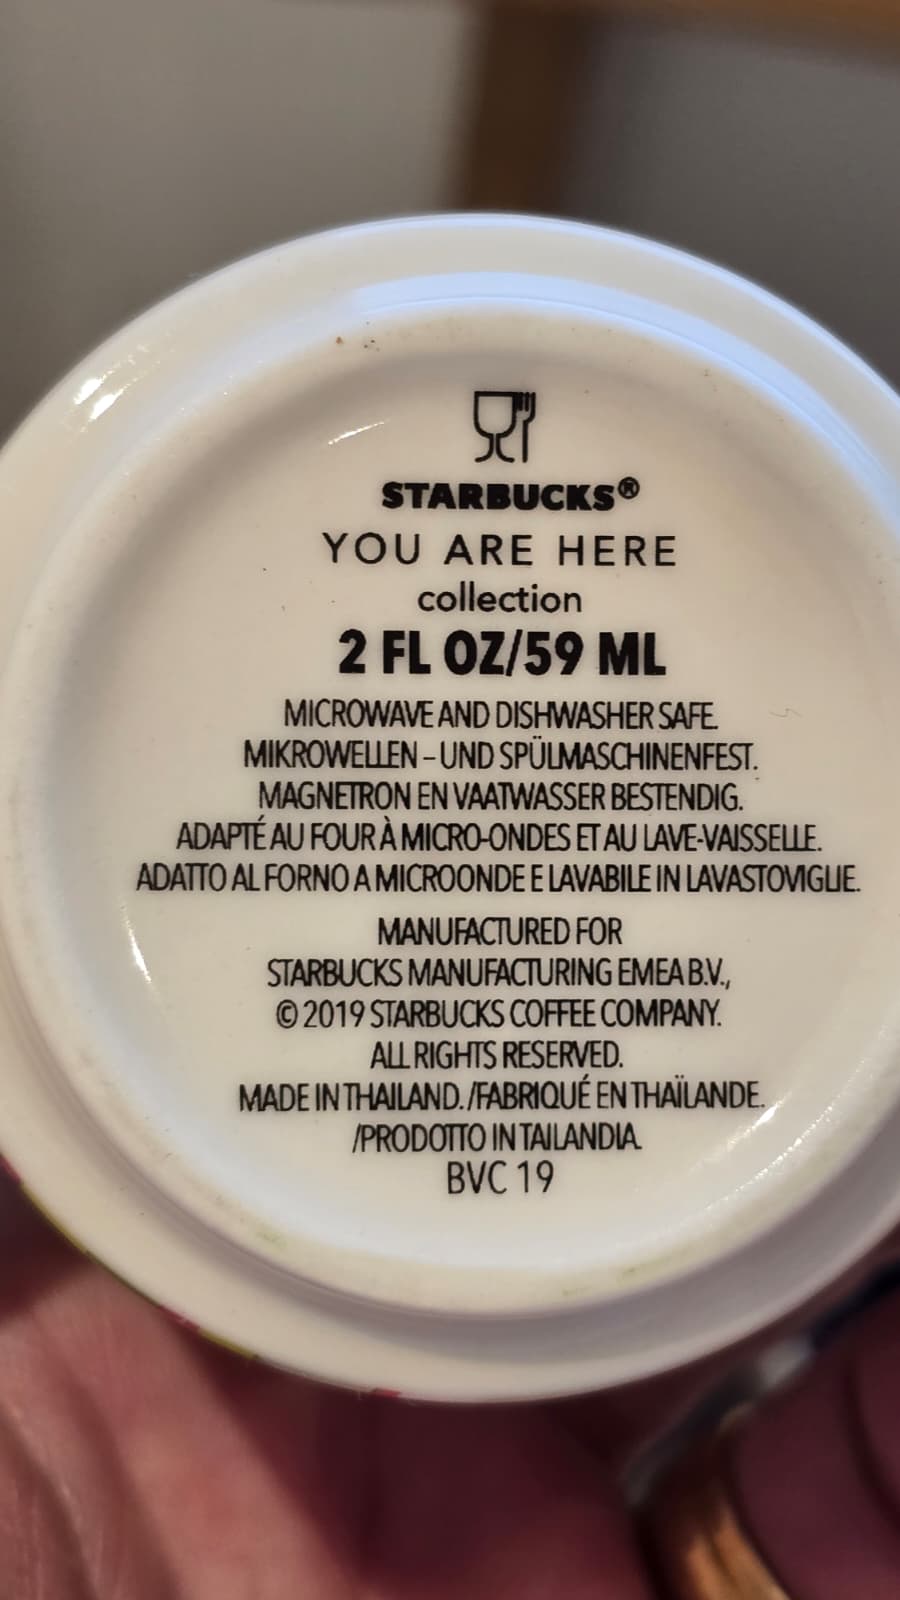 STARBUCKS®
YOU ARE HERE
collection
2 FL OZ/59 ML
MICROWAVE AND DISHWASHER SAFE.
MIKROWELLEN – UND SPÜLMASCHINENFEST.
MAGNETRON EN VAATWASSER BESTENDIG.
ADAPTÉ AU FOUR À MICRO-ONDES ET AU LAVE-VAISSELLE.
ADATTO AL FORNO A MICROONDE E LAVABILE IN LAVASTOVIGLIE.
MANUFACTURED FOR
STARBUCKS MANUFACTURING EMEA B.V.,
© 2019 STARBUCKS COFFEE COMPANY.
ALL RIGHTS RESERVED.
MADE IN THAILAND./FABRIQUÉ EN THAÏLANDE.
/PRODOTTO IN TAILANDIA.
BVC 19